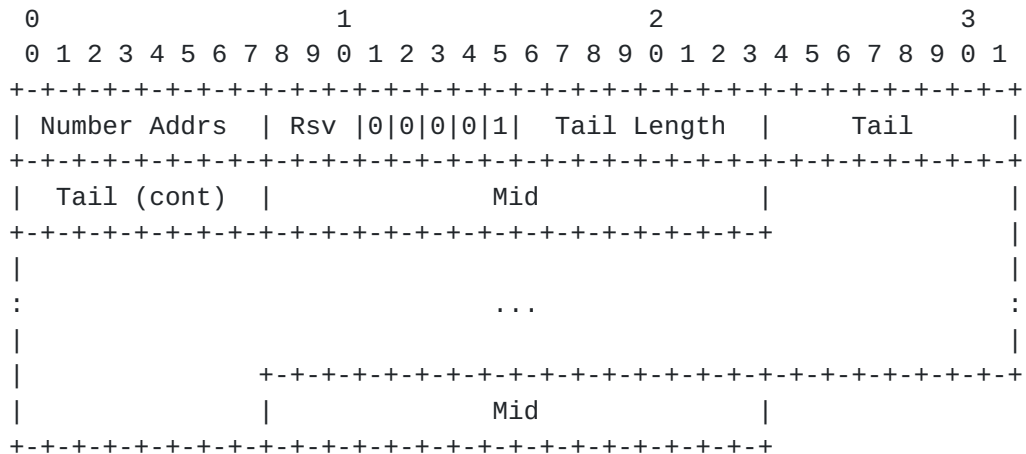 0                   1                   2                   3
 0 1 2 3 4 5 6 7 8 9 0 1 2 3 4 5 6 7 8 9 0 1 2 3 4 5 6 7 8 9 0 1
+-+-+-+-+-+-+-+-+-+-+-+-+-+-+-+-+-+-+-+-+-+-+-+-+-+-+-+-+-+-+-+-+
| Number Addrs  | Rsv |0|0|0|0|1|  Tail Length  |     Tail      |
+-+-+-+-+-+-+-+-+-+-+-+-+-+-+-+-+-+-+-+-+-+-+-+-+-+-+-+-+-+-+-+-+
|  Tail (cont)  |              Mid              |               |
+-+-+-+-+-+-+-+-+-+-+-+-+-+-+-+-+-+-+-+-+-+-+-+-+               |
|                                                               |
:                              ...                              :
|                                                               |
|               +-+-+-+-+-+-+-+-+-+-+-+-+-+-+-+-+-+-+-+-+-+-+-+-+
|               |              Mid              |
+-+-+-+-+-+-+-+-+-+-+-+-+-+-+-+-+-+-+-+-+-+-+-+-+